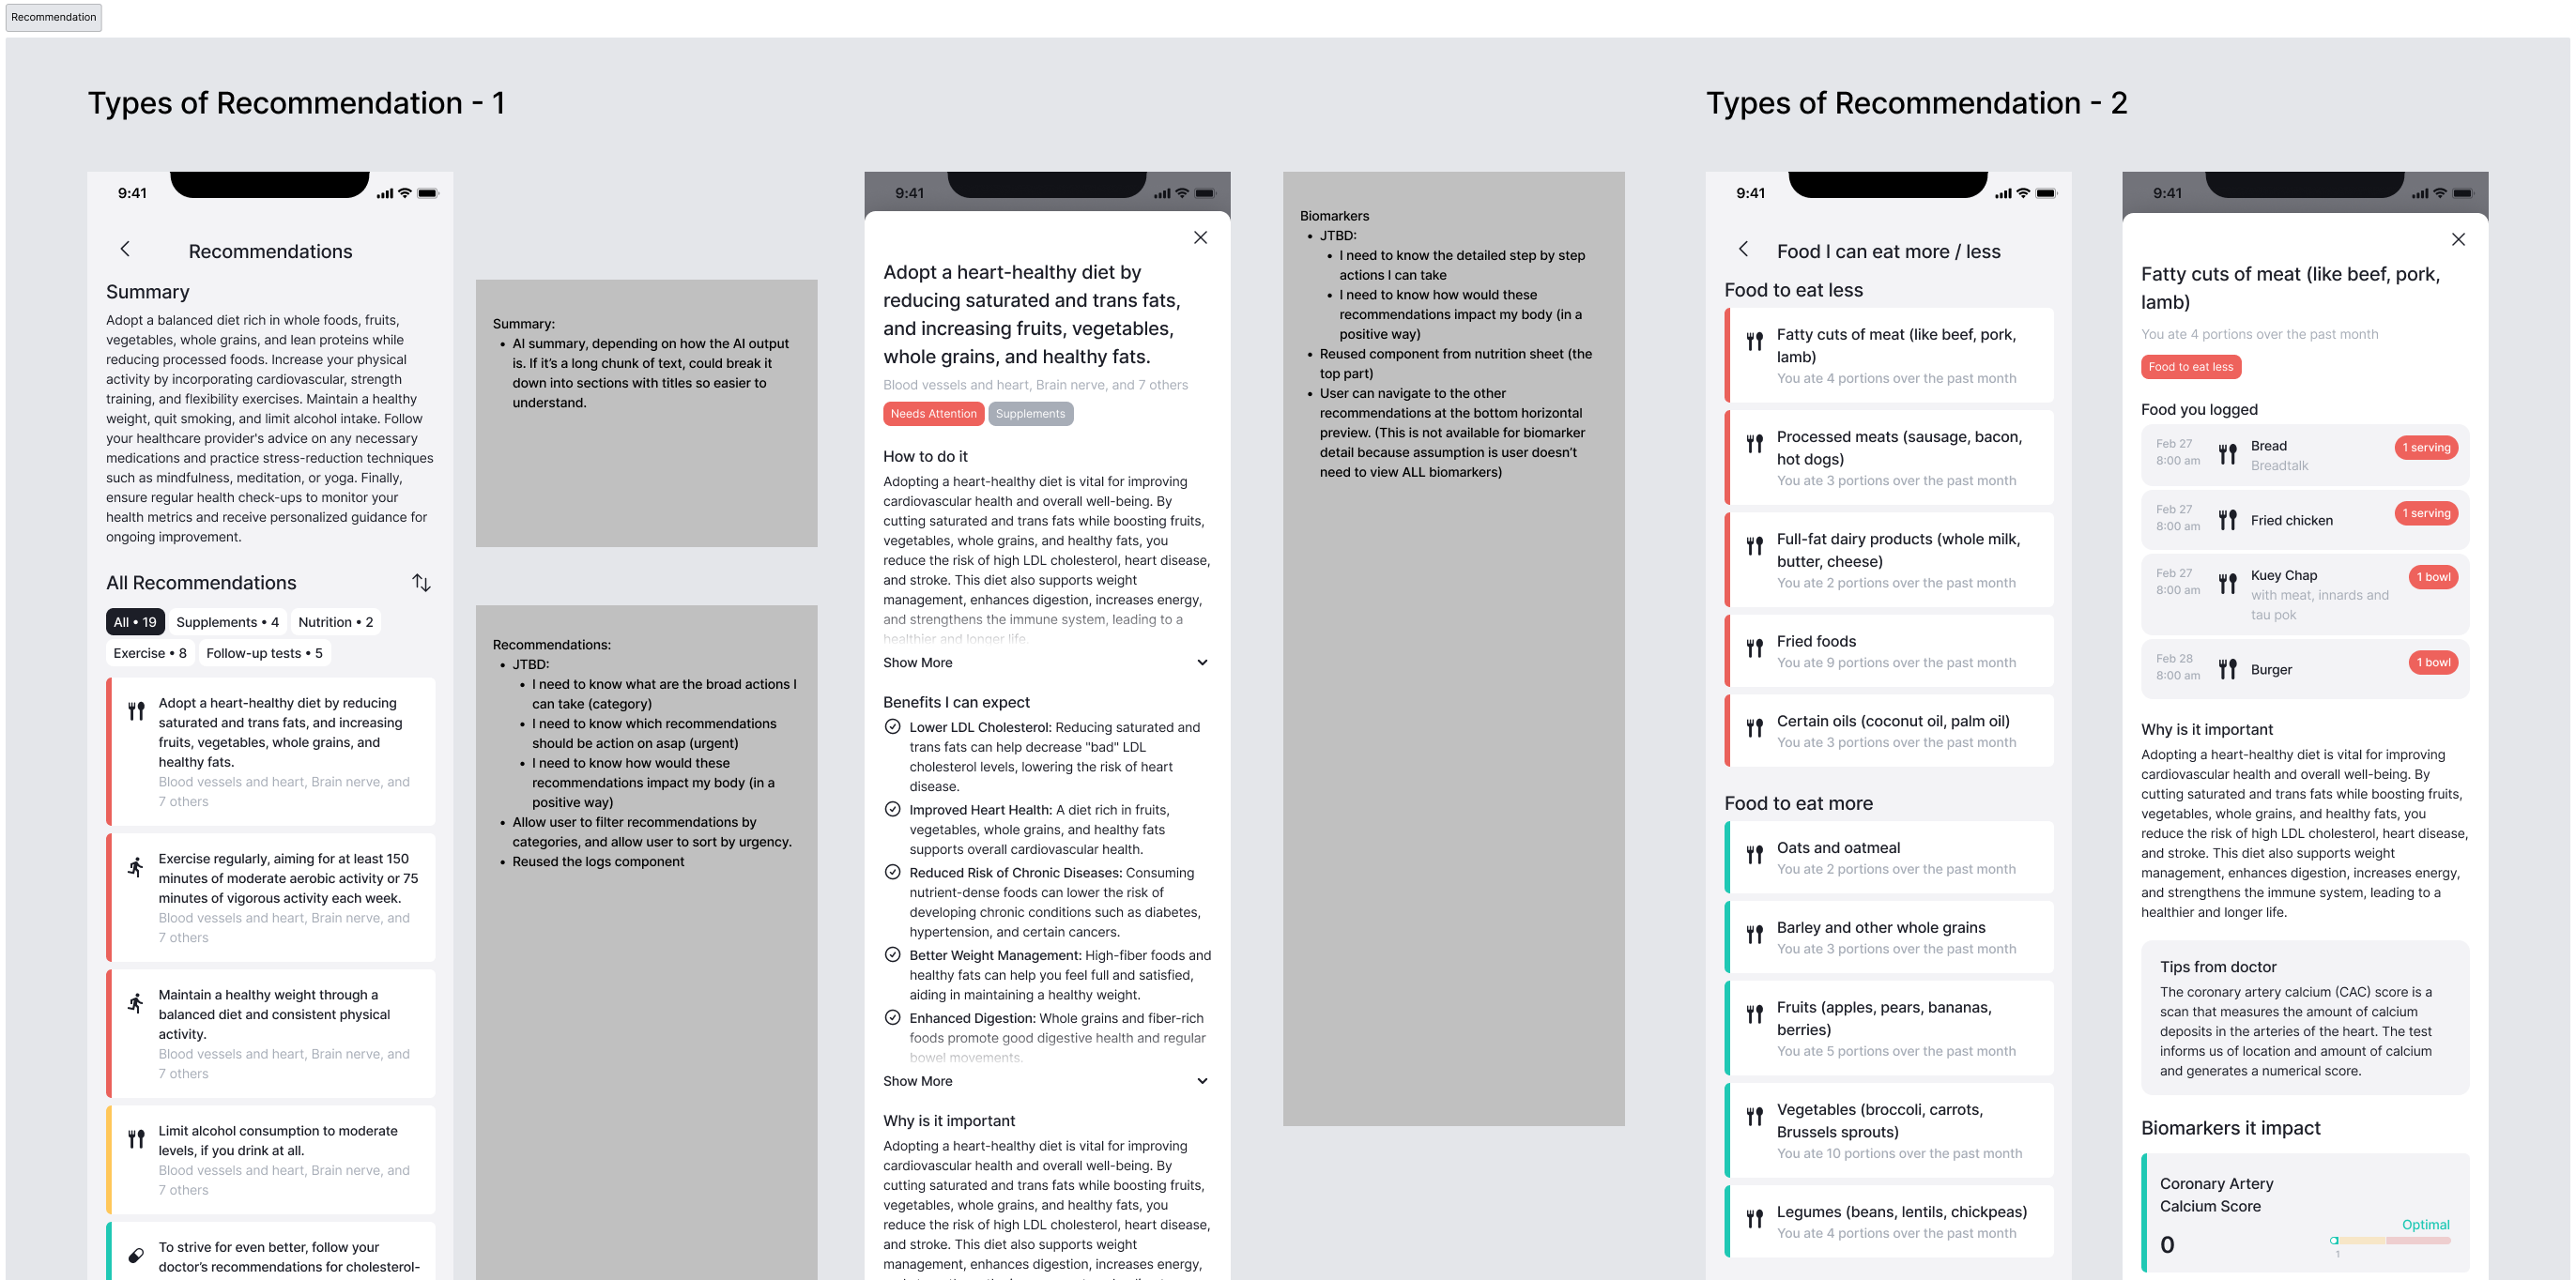 Recommendation
Types of Recommendation - 1
9:41
Recommendations
Summary
Adopt a balanced diet rich in whole foods, fruits,
vegetables, whole grains, and lean proteins while
reducing processed foods. Increase your physical
activity by incorporating cardiovascular, strength
training, and flexibility exercises. Maintain a healthy
weight, quit smoking, and limit alcohol intake. Follow
your healthcare provider's advice on any necessary
medications and practice stress-reduction techniques
such as mindfulness, meditation, or yoga. Finally,
ensure regular health check-ups to monitor your
health metrics and receive personalized guidance for
ongoing improvement.
All Recommendations
All • 19
Supplements • 4
Nutrition • 2
Exercise • 8
Follow-up tests • 5
Adopt a heart-healthy diet by reducing
saturated and trans fats, and increasing
fruits, vegetables, whole grains, and
healthy fats.
Blood vessels and heart, Brain nerve, and
7 others
Exercise regularly, aiming for at least 150
minutes of moderate aerobic activity or 75
minutes of vigorous activity each week.
Blood vessels and heart, Brain nerve, and
7 others
Maintain a healthy weight through a
balanced diet and consistent physical
activity.
Blood vessels and heart, Brain nerve, and
7 others
Limit alcohol consumption to moderate
levels, if you drink at all.
Blood vessels and heart, Brain nerve, and
7 others
To strive for even better, follow your
doctor's recommendations for cholesterol-
Summary:
• AI summary, depending on how the AI output
is. If it's a long chunk of text, could break it
down into sections with titles so easier to
understand.
Recommendations:
• JTBD:
• I need to know what are the broad actions I
can take (category)
• I need to know which recommendations
should be action on asap (urgent)
• I need to know how would these
recommendations impact my body (in a
positive way)
• Allow user to filter recommendations by
categories, and allow user to sort by urgency.
• Reused the logs component
9:41
Adopt a heart-healthy diet by
reducing saturated and trans fats,
and increasing fruits, vegetables,
whole grains, and healthy fats.
Blood vessels and heart, Brain nerve, and 7 others
Needs Attention
Supplements
How to do it
Adopting a heart-healthy diet is vital for improving
cardiovascular health and overall well-being. By
cutting saturated and trans fats while boosting fruits,
vegetables, whole grains, and healthy fats, you
reduce the risk of high LDL cholesterol, heart disease,
and stroke. This diet also supports weight
management, enhances digestion, increases energy,
and strengthens the immune system, leading to a
healthier and longer life.
Show More
Benefits I can expect
Lower LDL Cholesterol: Reducing saturated and
trans fats can help decrease "bad" LDL
cholesterol levels, lowering the risk of heart
disease.
Improved Heart Health: A diet rich in fruits,
vegetables, whole grains, and healthy fats
supports overall cardiovascular health.
Reduced Risk of Chronic Diseases: Consuming
nutrient-dense foods can lower the risk of
developing chronic conditions such as diabetes,
hypertension, and certain cancers.
Better Weight Management: High-fiber foods and
healthy fats can help you feel full and satisfied,
aiding in maintaining a healthy weight.
Enhanced Digestion: Whole grains and fiber-rich
foods promote good digestive health and regular
bowel movements.
Show More
Why is it important
Adopting a heart-healthy diet is vital for improving
cardiovascular health and overall well-being. By
cutting saturated and trans fats while boosting fruits,
vegetables, whole grains, and healthy fats, you
reduce the risk of high LDL cholesterol, heart disease,
and stroke. This diet also supports weight
management, enhances digestion, increases energy,
Biomarkers
• JTBD:
• I need to know the detailed step by step
actions I can take
• I need to know how would these
recommendations impact my body (in a
positive way)
• Reused component from nutrition sheet (the
top part)
• User can navigate to the other
recommendations at the bottom horizontal
preview. (This is not available for biomarker
detail because assumption is user doesn't
need to view ALL biomarkers)
Types of Recommendation - 2
9:41
Food I can eat more / less
Food to eat less
Fatty cuts of meat (like beef, pork,
lamb)
You ate 4 portions over the past month
Processed meats (sausage, bacon,
hot dogs)
You ate 3 portions over the past month
Full-fat dairy products (whole milk,
butter, cheese)
You ate 2 portions over the past month
Fried foods
You ate 9 portions over the past month
Certain oils (coconut oil, palm oil)
You ate 3 portions over the past month
Food to eat more
Oats and oatmeal
You ate 2 portions over the past month
Barley and other whole grains
You ate 3 portions over the past month
Fruits (apples, pears, bananas,
berries)
You ate 5 portions over the past month
Vegetables (broccoli, carrots,
Brussels sprouts)
You ate 10 portions over the past month
Legumes (beans, lentils, chickpeas)
You ate 4 portions over the past month
9:41
Fatty cuts of meat (like beef, pork,
lamb)
You ate 4 portions over the past month
Food to eat less
Food you logged
Feb 27
8:00 am
Bread
Breadtalk
1 serving
Feb 27
8:00 am
Fried chicken
1 serving
Feb 27
8:00 am
Kuey Chap
with meat, innards and
tau pok
1 bowl
Feb 28
8:00 am
Burger
1 bowl
Why is it important
Adopting a heart-healthy diet is vital for improving
cardiovascular health and overall well-being. By
cutting saturated and trans fats while boosting fruits,
vegetables, whole grains, and healthy fats, you
reduce the risk of high LDL cholesterol, heart disease,
and stroke. This diet also supports weight
management, enhances digestion, increases energy,
and strengthens the immune system, leading to a
healthier and longer life.
Tips from doctor
The coronary artery calcium (CAC) score is a
scan that measures the amount of calcium
deposits in the arteries of the heart. The test
informs us of location and amount of calcium
and generates a numerical score.
Biomarkers it impact
Coronary Artery
Calcium Score
Optimal
0
1